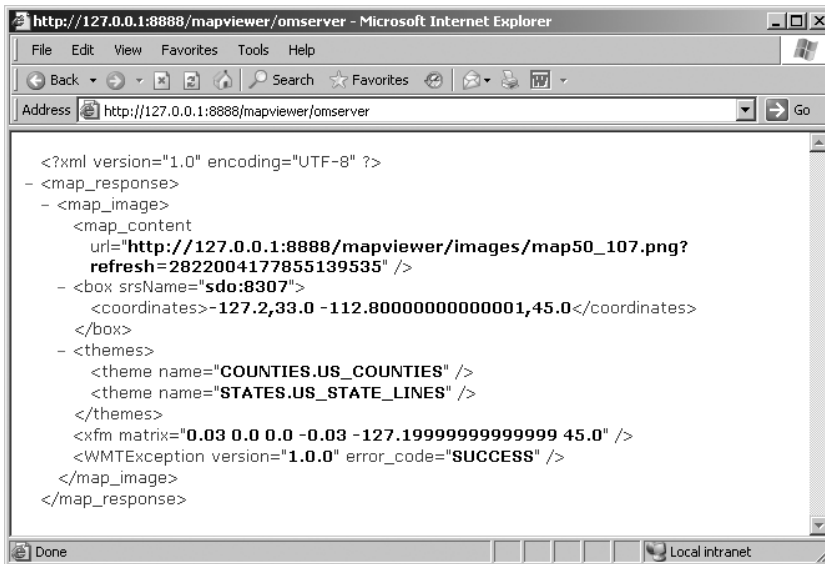 http://127.0.0.1:8888/mapviewer/omserver - Microsoft Internet Explorer
File Edit View Favorites Tools Help
Back Search Favorites
Address http://127.0.0.1:8888/mapviewer/omserver Go
<?xml version="1.0" encoding="UTF-8" ?>
– <map_response>
– <map_image>
<map_content
url="http://127.0.0.1:8888/mapviewer/images/map50_107.png?
refresh=2822004177855139535" />
– <box srsName="sdo:8307">
<coordinates>-127.2,33.0 -112.80000000000001,45.0</coordinates>
</box>
– <themes>
<theme name="COUNTIES.US_COUNTIES" />
<theme name="STATES.US_STATE_LINES" />
</themes>
<xfm matrix="0.03 0.0 0.0 -0.03 -127.19999999999999 45.0" />
<WMTException version="1.0.0" error_code="SUCCESS" />
</map_image>
</map_response>
Done Local intranet